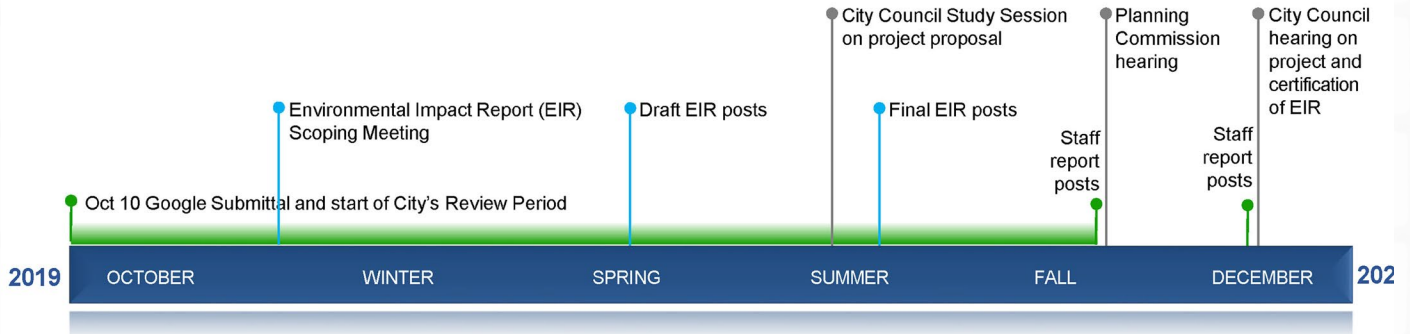 City Council Study Session
on project proposal
Planning
Commission
hearing
City Council
hearing on
project and
certification
of EIR
Environmental Impact Report (EIR)
Scoping Meeting
Draft EIR posts
Final EIR posts
Staff
report
posts
Staff
report
posts
Oct 10 Google Submittal and start of City's Review Period
2019
OCTOBER
WINTER
SPRING
SUMMER
FALL
DECEMBER
202